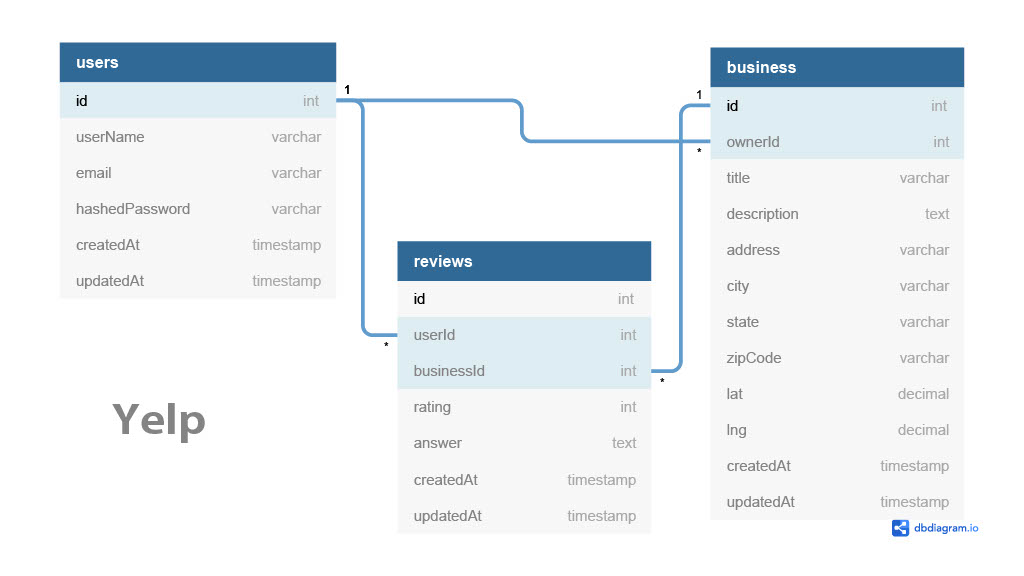 users
id int
userName varchar
email varchar
hashedPassword varchar
createdAt timestamp
updatedAt timestamp
1
*
reviews
id int
userId int
businessId int
rating int
answer text
createdAt timestamp
updatedAt timestamp
*
1
*
business
id int
ownerId int
title varchar
description text
address varchar
city varchar
state varchar
zipCode varchar
lat decimal
lng decimal
createdAt timestamp
updatedAt timestamp
Yelp
dbdiagram.io